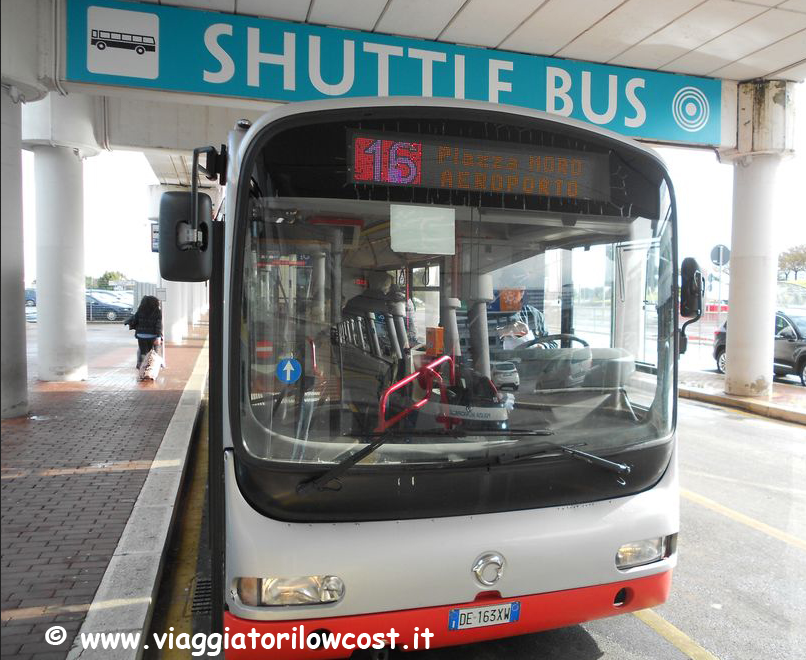 SHUTTLE BUS
16 Piazza MORO
AEROPORTO
DE 163XW
© www.viaggiatorilowcost.it